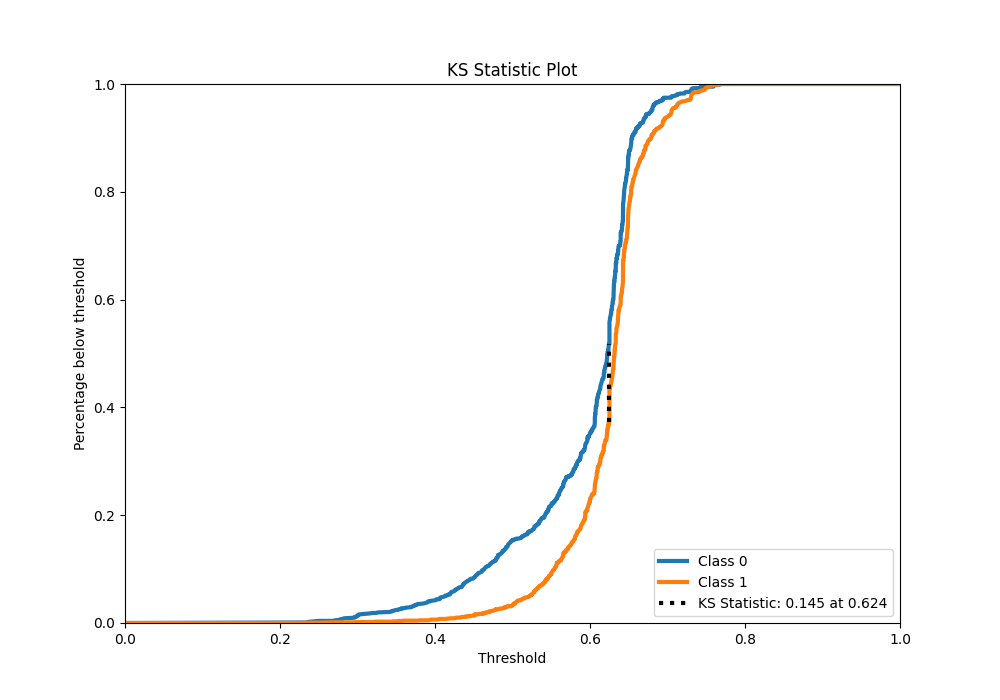 KS Statistic Plot
1.0
0.8
0.6
0.4
0.2
0.0
Percentage below threshold
0.0 0.2 0.4 0.6 0.8 1.0
Threshold
Class 0
Class 1
KS Statistic: 0.145 at 0.624